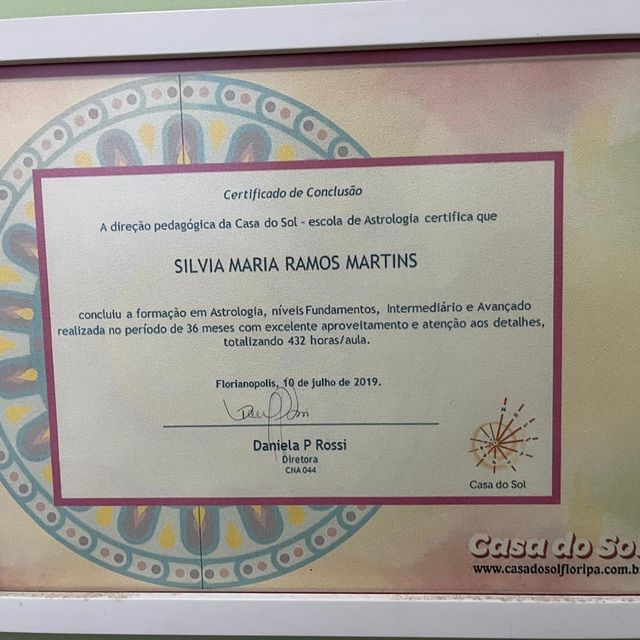 Certificado de Conclusão
A direção pedagógica da Casa do Sol - escola de Astrologia certifica que
SILVIA MARIA RAMOS MARTINS
concluiu a formação em Astrologia, níveis Fundamentos, Intermediário e Avançado
realizada no período de 36 meses com excelente aproveitamento e atenção aos detalhes,
totalizando 432 horas/aula.
Florianopolis, 10 de julho de 2019.
Daniela P Rossi
Diretora
CNA 044
Casa do Sol
Casa do Sol
www.casadosolfloripa.com.b